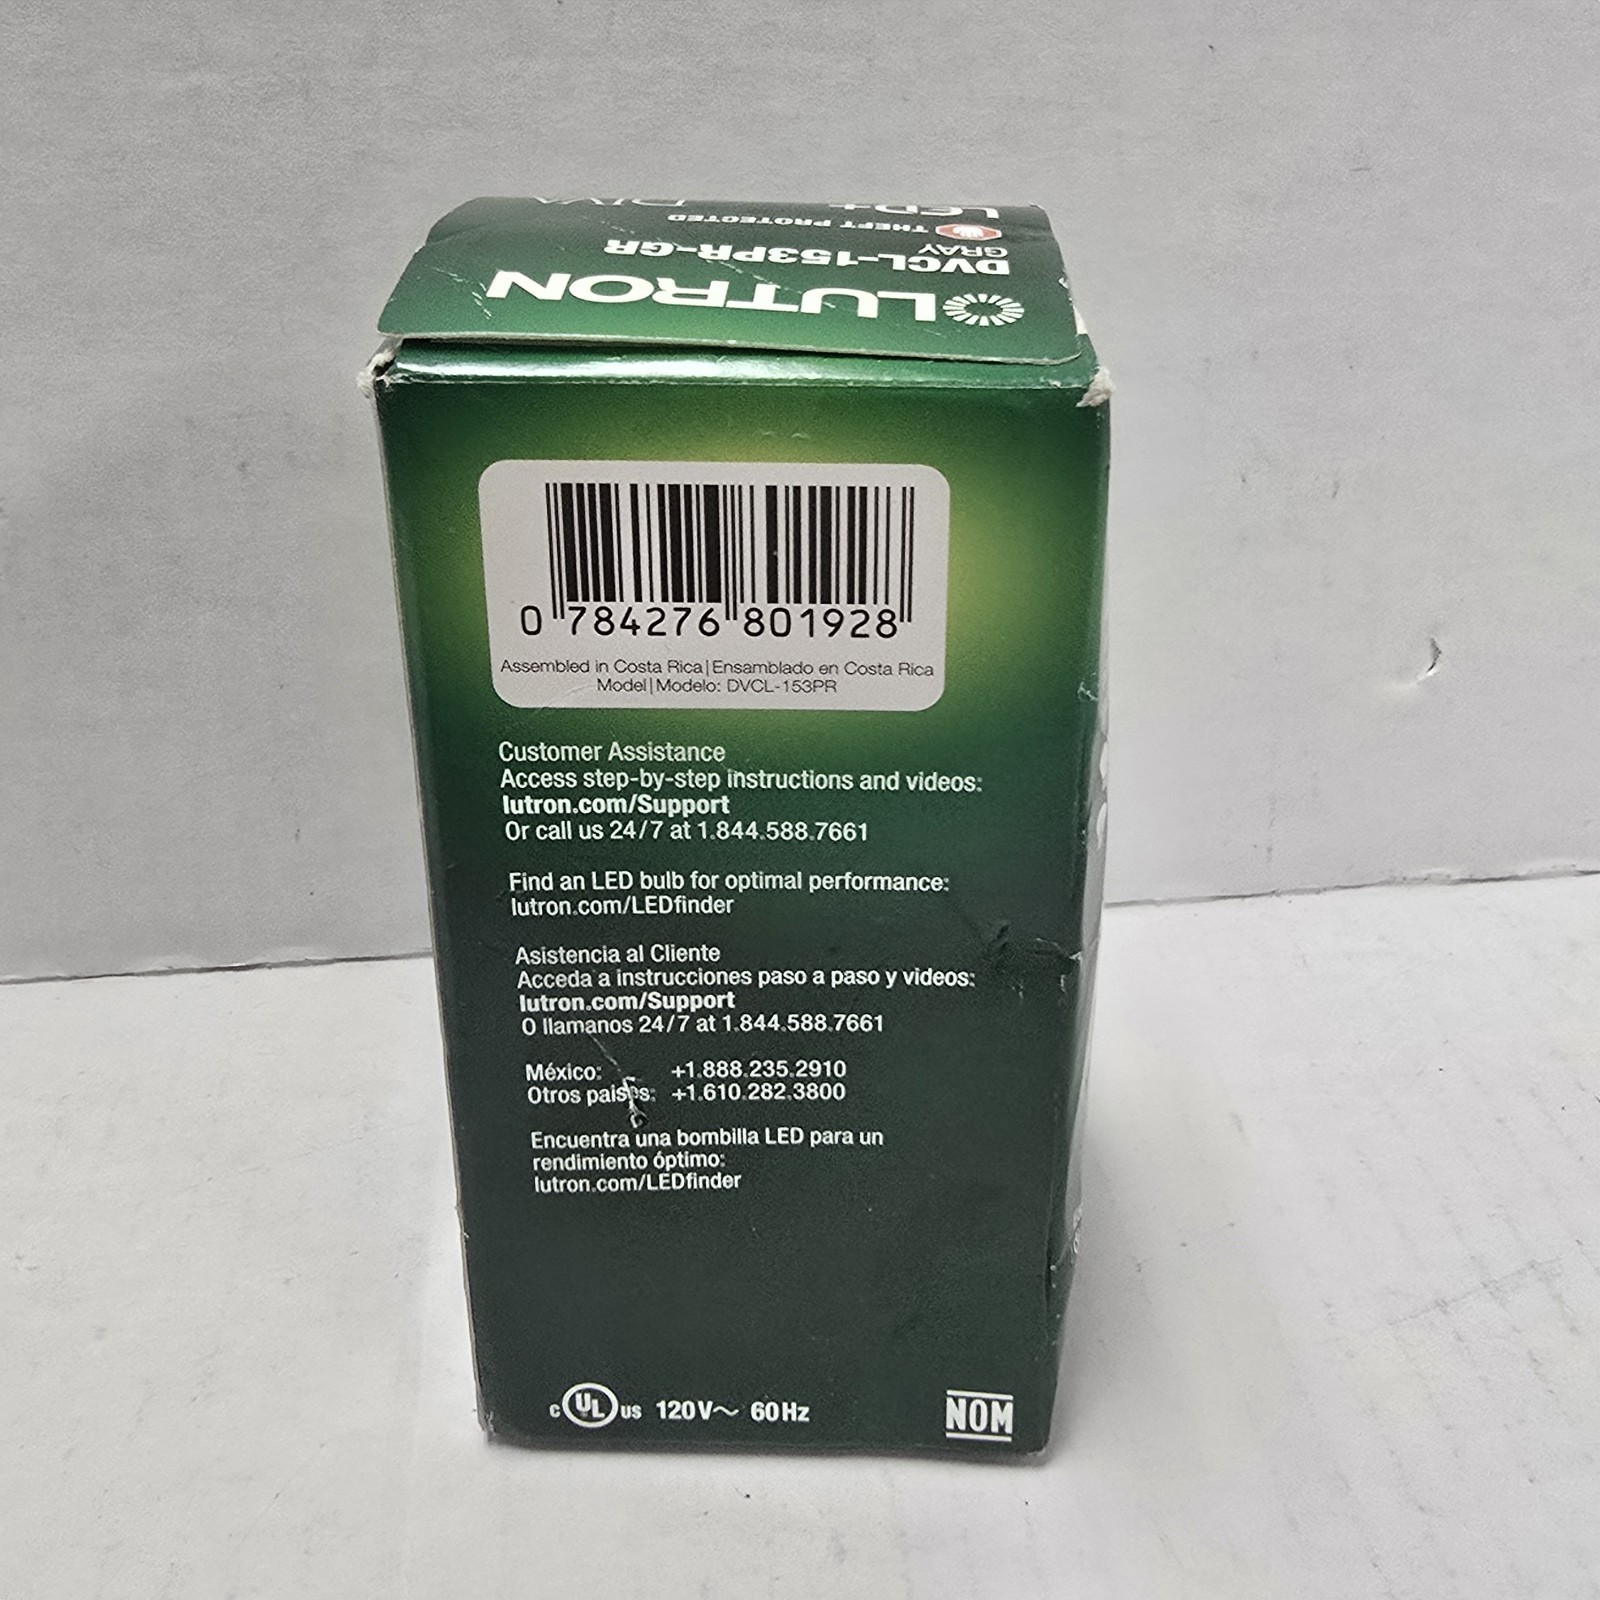 LUTRON
DVCL-153PR-GR
GRAY
THEFT PROTECTED
LED+
DIVA
0 784276 801928
Assembled in Costa Rica|Ensamblado en Costa Rica
Model|Modelo: DVCL-153PR
Customer Assistance
Access step-by-step instructions and videos:
lutron.com/Support
Or call us 24/7 at 1.844.588.7661
Find an LED bulb for optimal performance:
lutron.com/LEDfinder
Asistencia al Cliente
Acceda a instrucciones paso a paso y videos:
lutron.com/Support
O llamanos 24/7 at 1.844.588.7661
México: +1.888.235.2910
Otros países: +1.610.282.3800
Encuentra una bombilla LED para un
rendimiento óptimo:
lutron.com/LEDfinder
c UL us 120V~ 60Hz
NOM